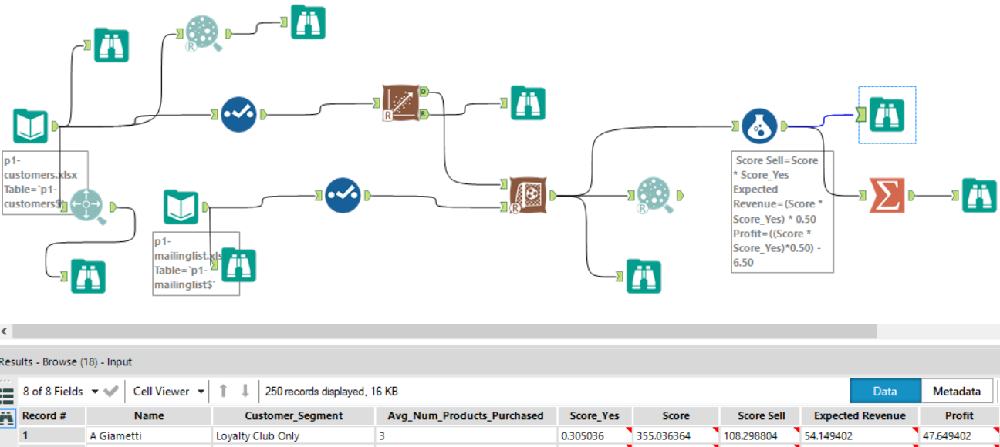 R
R
O
R
p1-
customers.xlsx
Table=`p1-
customers$`
p1-
mailinglist.xls
Table=`p1-
mailinglist$`
R
R
Score Sell=Score
* Score_Yes
Expected
Revenue=(Score *
Score_Yes) * 0.50
Profit=((Score *
Score_Yes)*0.50) -
6.50
Results - Browse (18) - Input
8 of 8 Fields Cell Viewer 250 records displayed, 16 KB Data Metadata
Record # Name Customer_Segment Avg_Num_Products_Purchased Score_Yes Score Score Sell Expected Revenue Profit
1 A Giametti Loyalty Club Only 3 0.305036 355.036364 108.298804 54.149402 47.649402